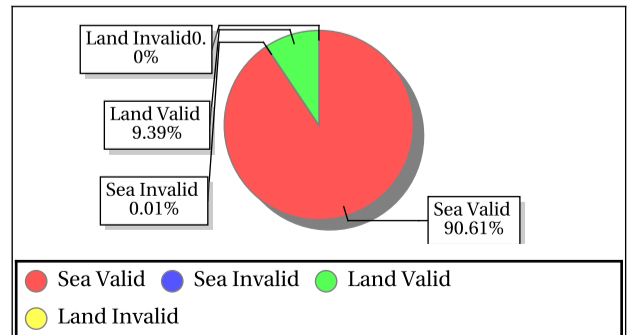 Land Invalid0.
0%
Land Valid
9.39%
Sea Invalid
0.01%
Sea Valid
90.61%
Sea Valid Sea Invalid Land Valid
Land Invalid